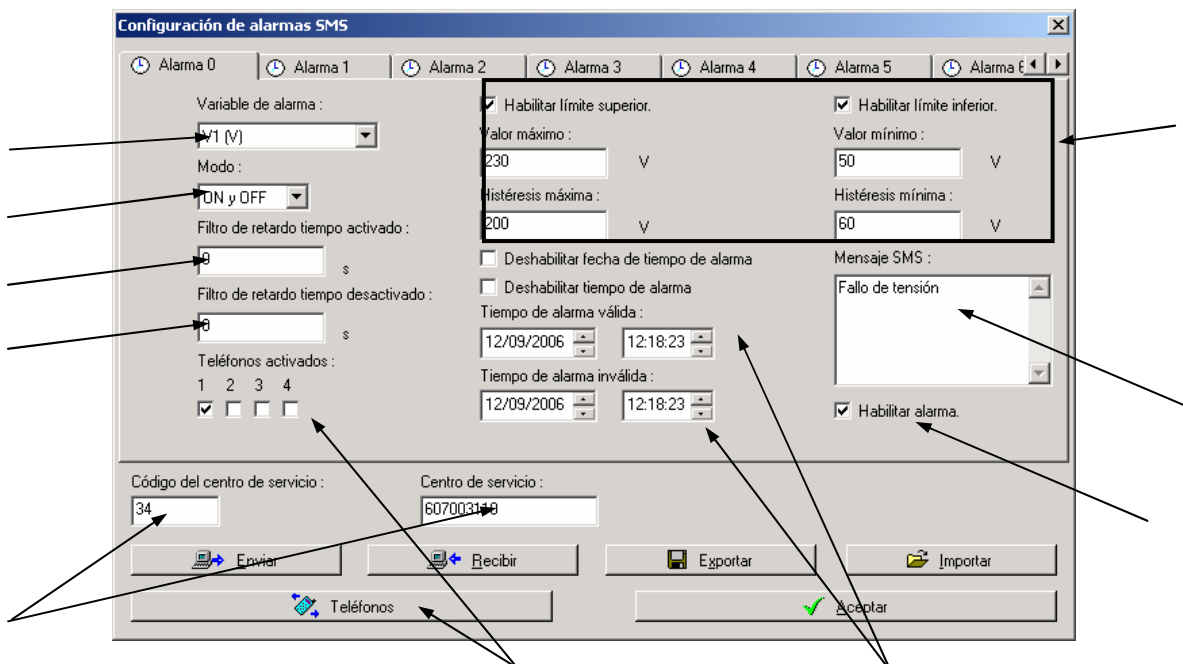 Configuración de alarmas SMS
Alarma 0 Alarma 1 Alarma 2 Alarma 3 Alarma 4 Alarma 5 Alarma
Variable de alarma :
V1 (V)
Modo :
ON y OFF
Filtro de retardo tiempo activado :
0 s
Filtro de retardo tiempo desactivado :
0 s
Teléfonos activados :
1 2 3 4
Habilitar límite superior.
Valor máximo :
230 V
Histéresis máxima :
200 V
Deshabilitar fecha de tiempo de alarma
Deshabilitar tiempo de alarma
Tiempo de alarma válida :
12/09/2006 12:18:23
Tiempo de alarma inválida :
12/09/2006 12:18:23
Habilitar límite inferior.
Valor mínimo :
50 V
Histéresis mínima :
60 V
Mensaje SMS :
Fallo de tensión
Habilitar alarma.
Código del centro de servicio :
34
Centro de servicio :
607003110
Enviar Recibir Exportar Importar
Teléfonos Aceptar